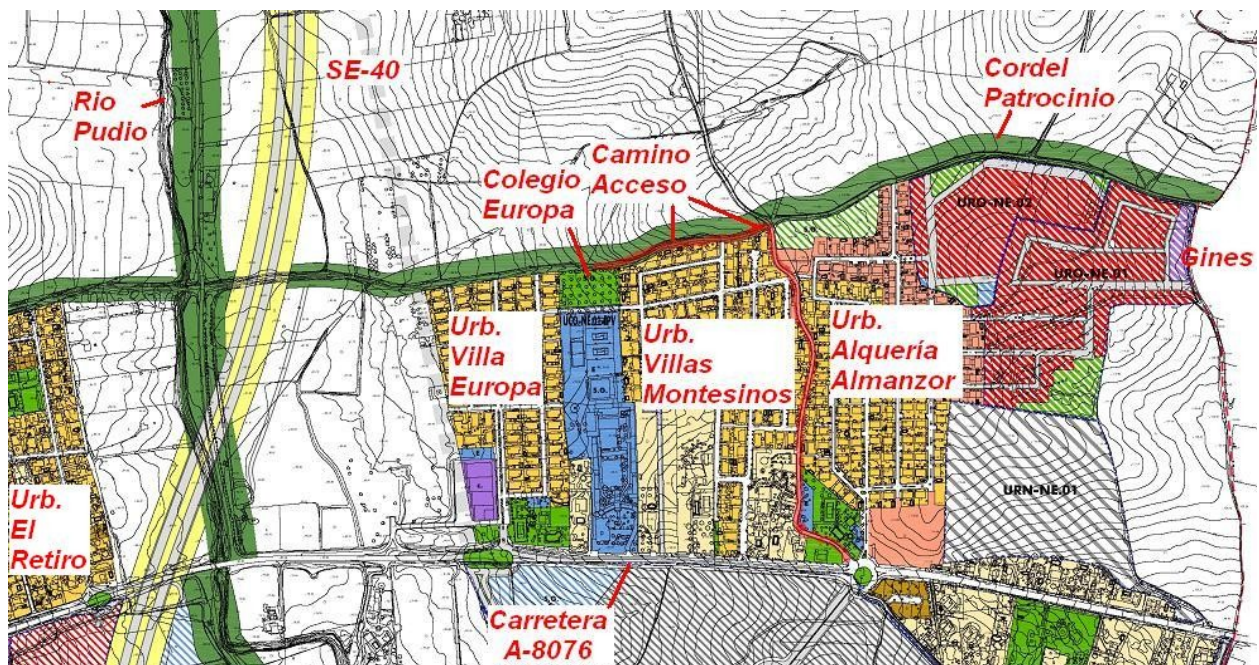 SE-40
Rio
Pudio
Cordel
Patrocinio
Camino
Acceso
Colegio
Europa
URO-NE.02
URO-NE.01
Gines
Urb.
Villa
Europa
Urb.
Villas
Montesinos
Urb.
Alquería
Almanzor
URN-NE.01
Urb.
El
Retiro
Carretera
A-8076